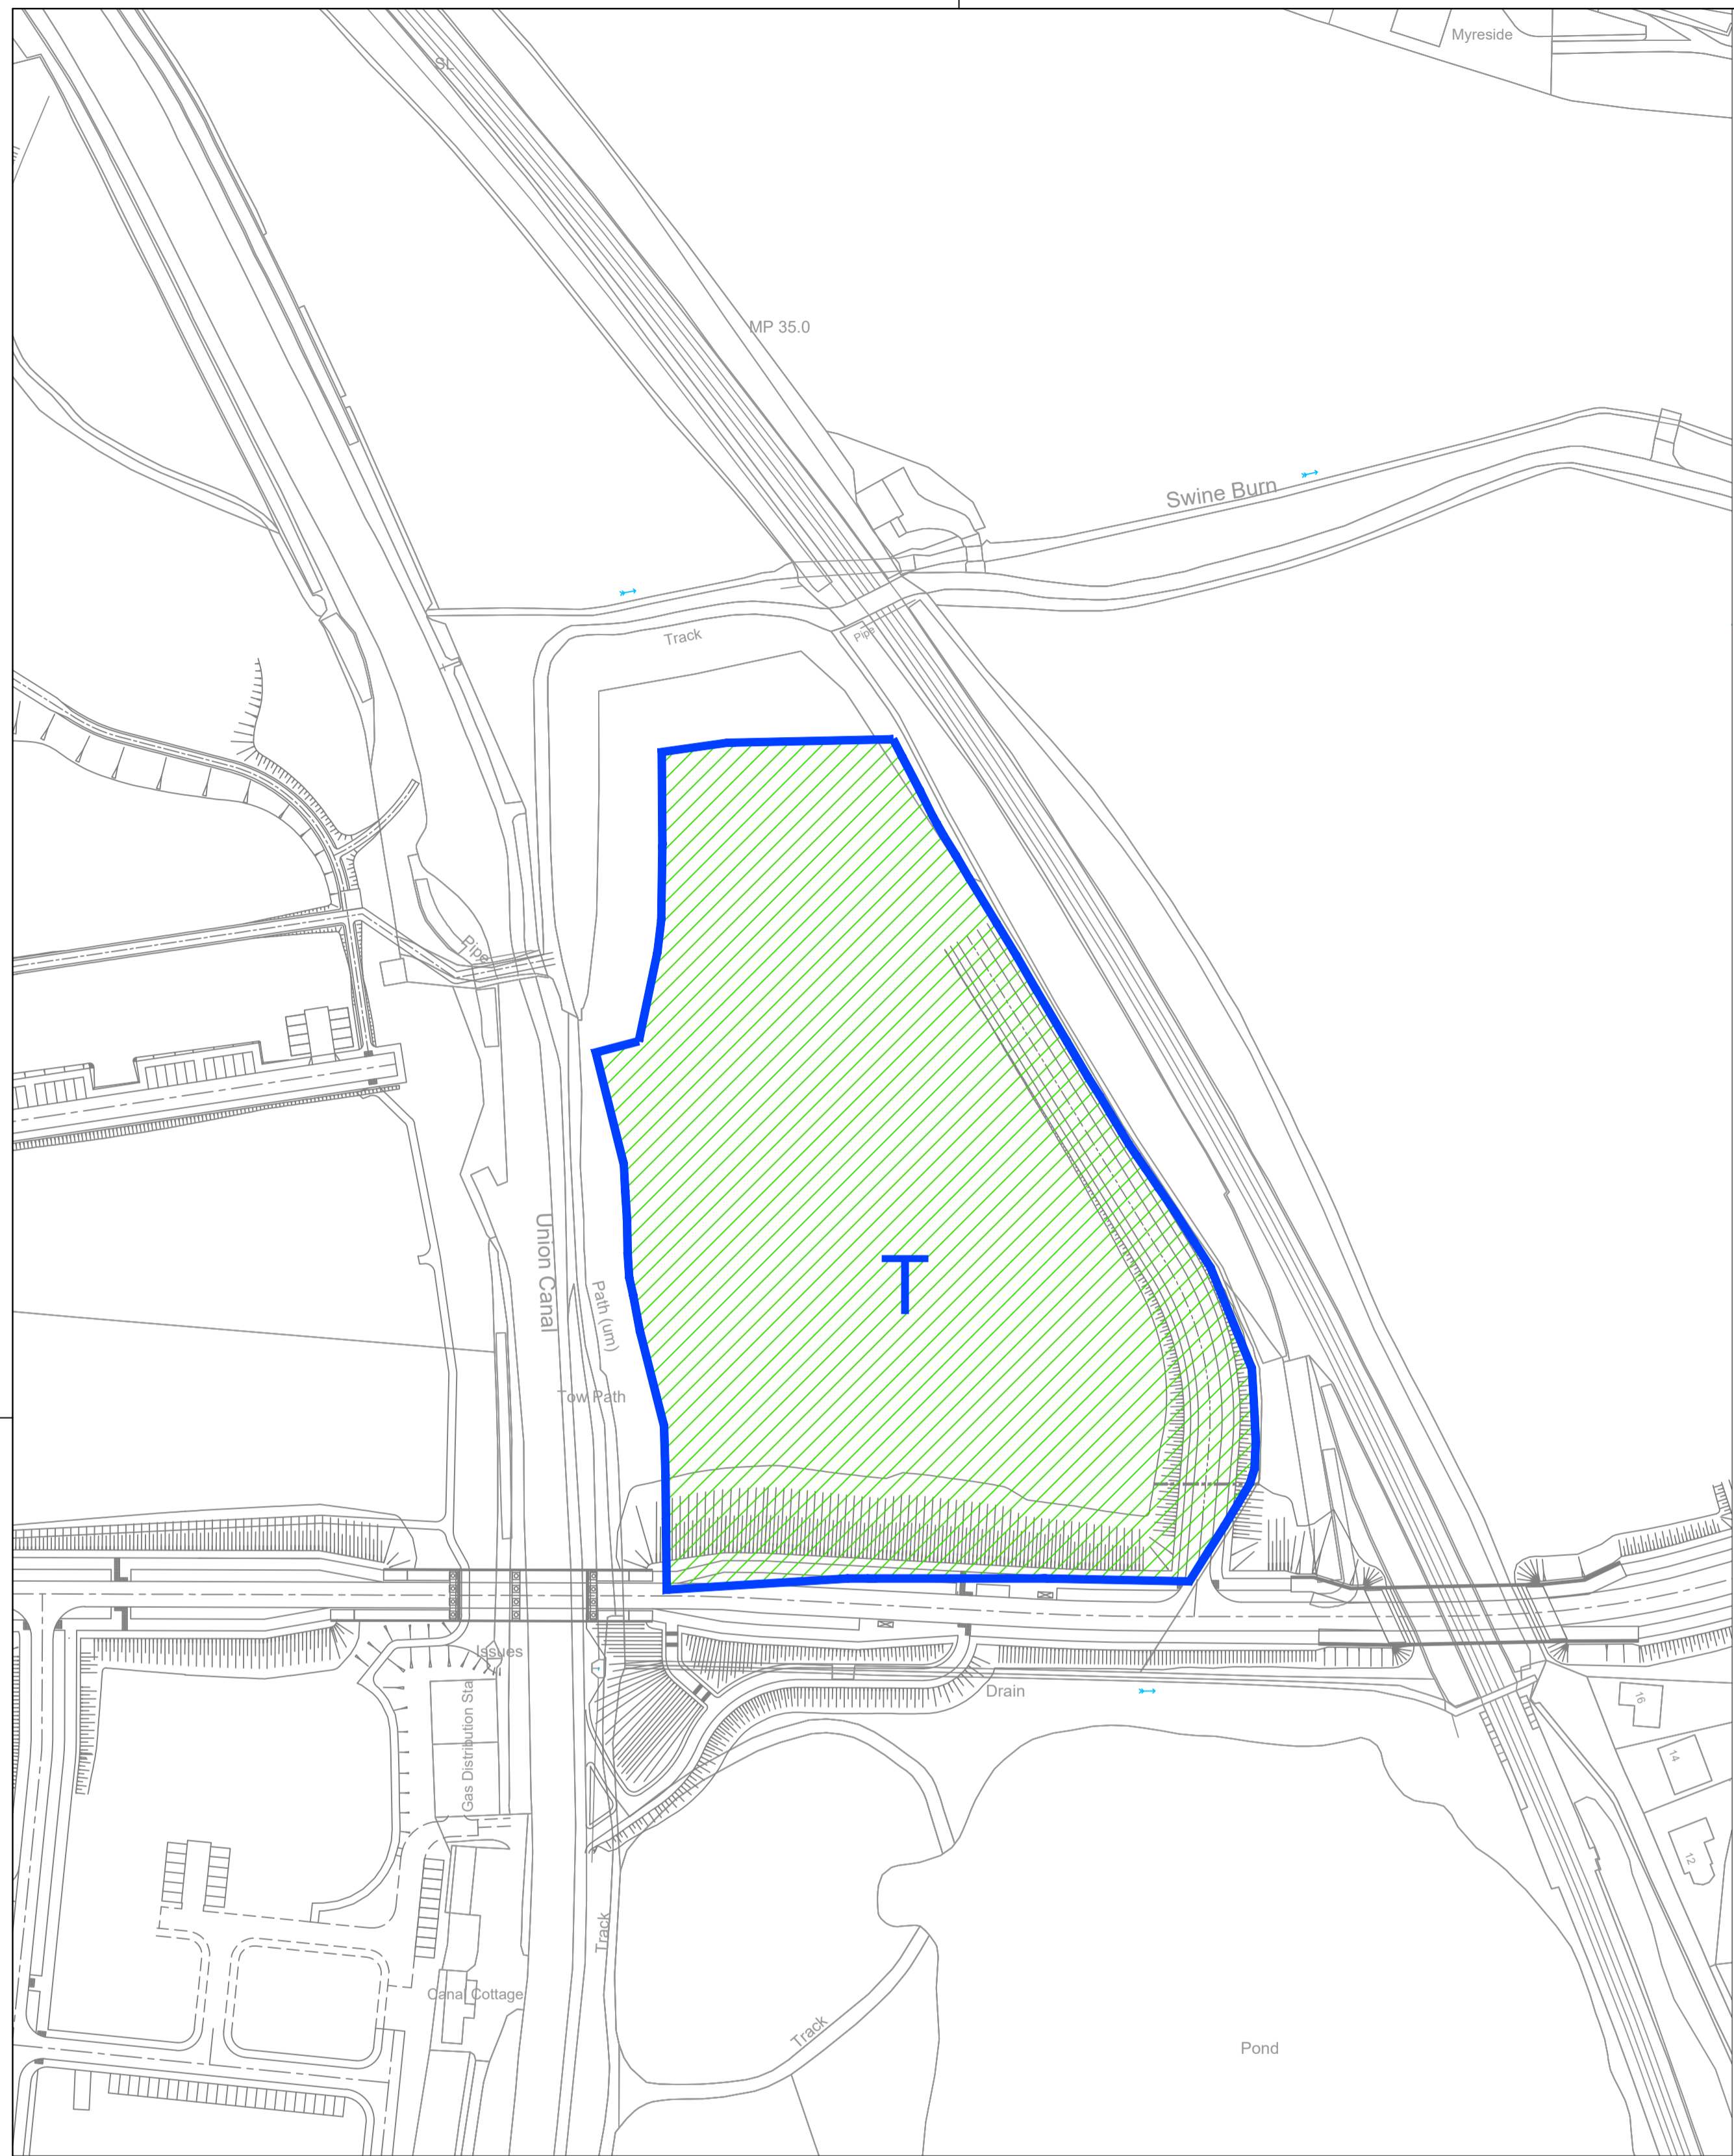 Myreside
SL
MP 35.0
Swine Burn
Track
Pipe
Pipe
T
Union Canal
Path (um)
Tow Path
Issues
Gas Distribution Sta
Drain
16
14
12
Track
Canal Cottage
Track
Pond